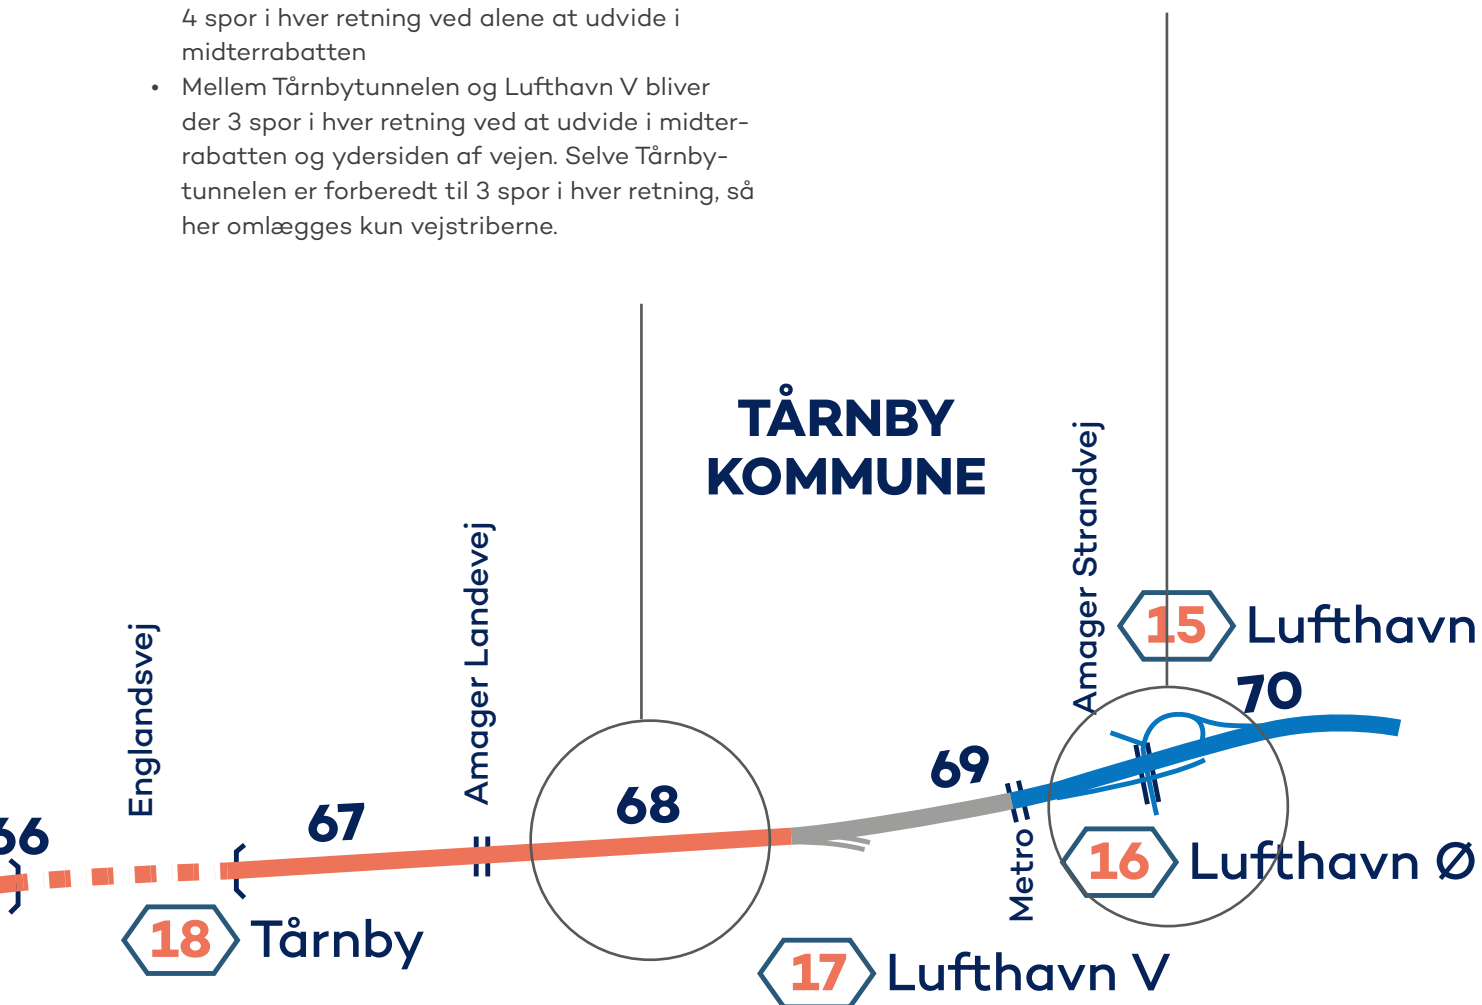 4 spor i hver retning ved alene at udvide i
midterrabatten
• Mellem Tårnbytunnelen og Lufthavn V bliver
der 3 spor i hver retning ved at udvide i midter-
rabatten og ydersiden af vejen. Selve Tårnby-
tunnelen er forberedt til 3 spor i hver retning, så
her omlægges kun vejstriberne.
TÅRNBY
KOMMUNE
Amager Strandvej
Amager Landevej
Englandsvej
15 Lufthavn
70
69
68
67
66
Metro
16 Lufthavn Ø
18 Tårnby
17 Lufthavn V